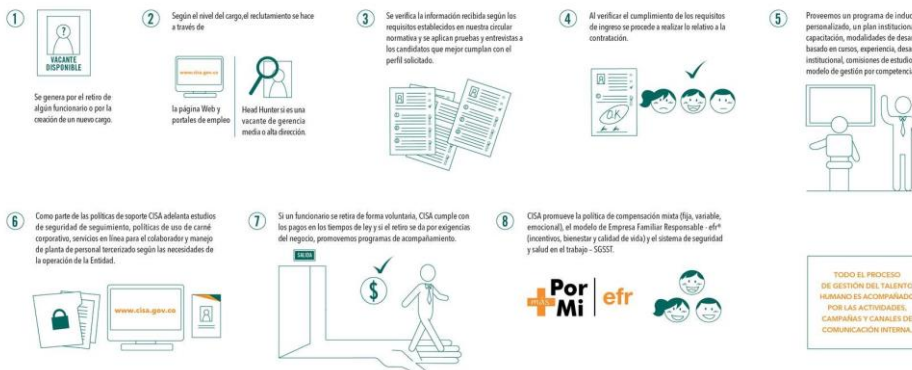 1
VACANTE
DISPONIBLE
Se genera por el retiro de
algún funcionario o por la
creación de un nuevo cargo.
2
Según el nivel del cargo,el reclutamiento se hace
a través de
www.cisa.gov.co
la página Web y
portales de empleo
Head Hunter si es una
vacante de gerencia
media o alta dirección.
3
Se verifica la información recibida según los
requisitos establecidos en nuestra circular
normativa y se aplican pruebas y entrevistas a
los candidatos que mejor cumplan con el
perfil solicitado.
4
Al verificar el cumplimiento de los requisitos
de ingreso se procede a realizar lo relativo a la
contratación.
O.K
5
Proveemos un programa de induc
personalizado, un plan instituciona
capacitación, modalidades de desar
basado en cursos, experiencia, desa
institucional, comisiones de estudio
modelo de gestión por competencia
6
Como parte de las políticas de soporte CISA adelanta estudios
de seguridad de seguimiento, políticas de uso de carné
corporativo, servicios en línea para el colaborador y manejo
de planta de personal tercerizado según las necesidades de
la operación de la Entidad.
www.cisa.gov.co
7
Si un funcionario se retira de forma voluntaria, CISA cumple con
los pagos en los tiempos de ley y si el retiro se da por exigencias
del negocio, promovemos programas de acompañamiento.
SALIDA
$
8
CISA promueve la política de compensación mixta (fija, variable,
emocional), el modelo de Empresa Familiar Responsable - efr®
(incentivos, bienestar y calidad de vida) y el sistema de seguridad
y salud en el trabajo - SGSST.
más Por
Mi
efr
TODO EL PROCESO
DE GESTIÓN DEL TALENTO
HUMANO ES ACOMPAÑADO
POR LAS ACTIVIDADES,
CAMPAÑAS Y CANALES DE
COMUNICACIÓN INTERNA.